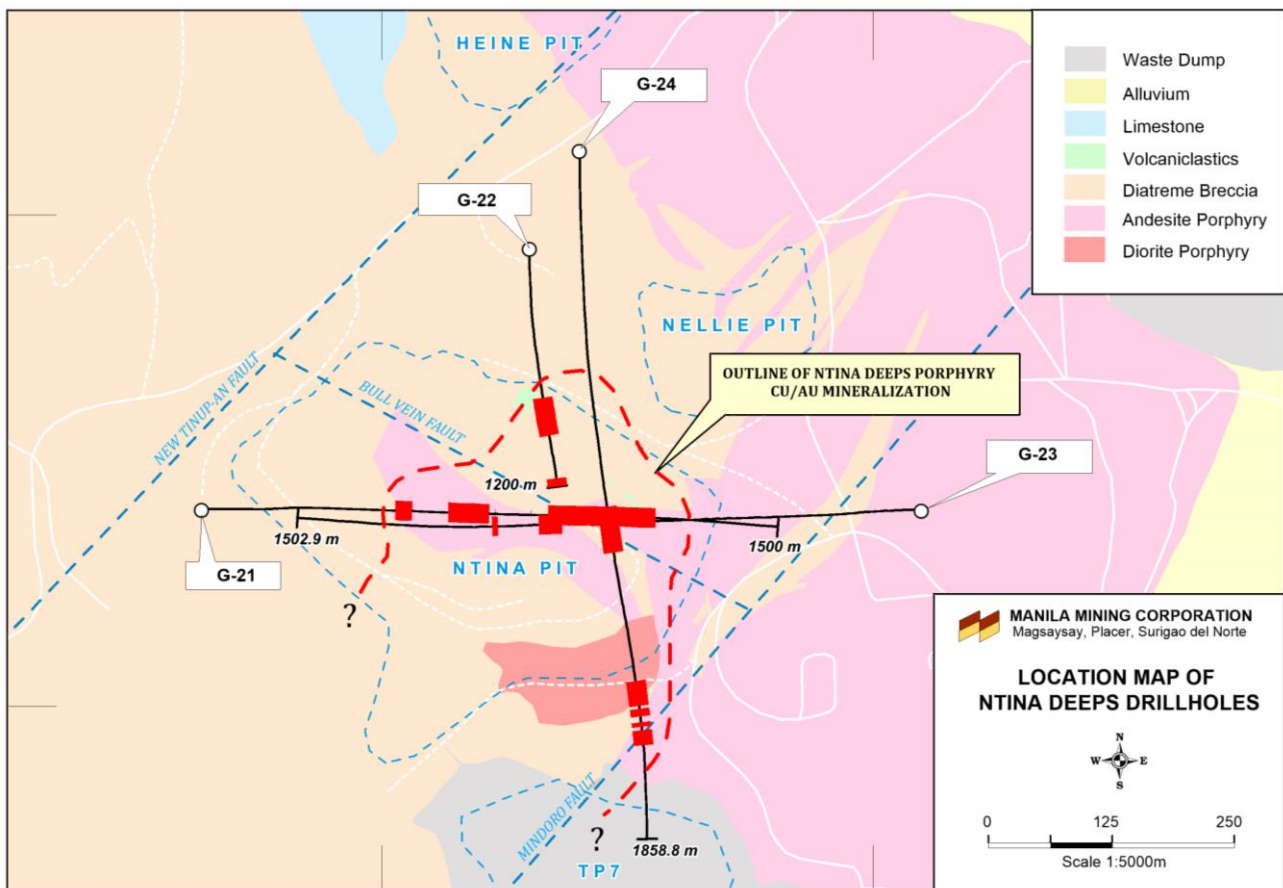 HEINE PIT
G-24
G-22
NELLIE PIT
OUTLINE OF NTINA DEEPS PORPHYRY
CU/AU MINERALIZATION
NEW TINUP-AN FAULT
BULL VEIN FAULT
G-23
1200 m
1502.9 m
1500 m
G-21
NTINA PIT
?
MINDORO FAULT
?
1858.8 m
TP7
Waste Dump
Alluvium
Limestone
Volcaniclastics
Diatreme Breccia
Andesite Porphyry
Diorite Porphyry
MANILA MINING CORPORATION
Magsaysay, Placer, Surigao del Norte
LOCATION MAP OF
NTINA DEEPS DRILLHOLES
N
W E
S
0 125 250
Scale 1:5000m